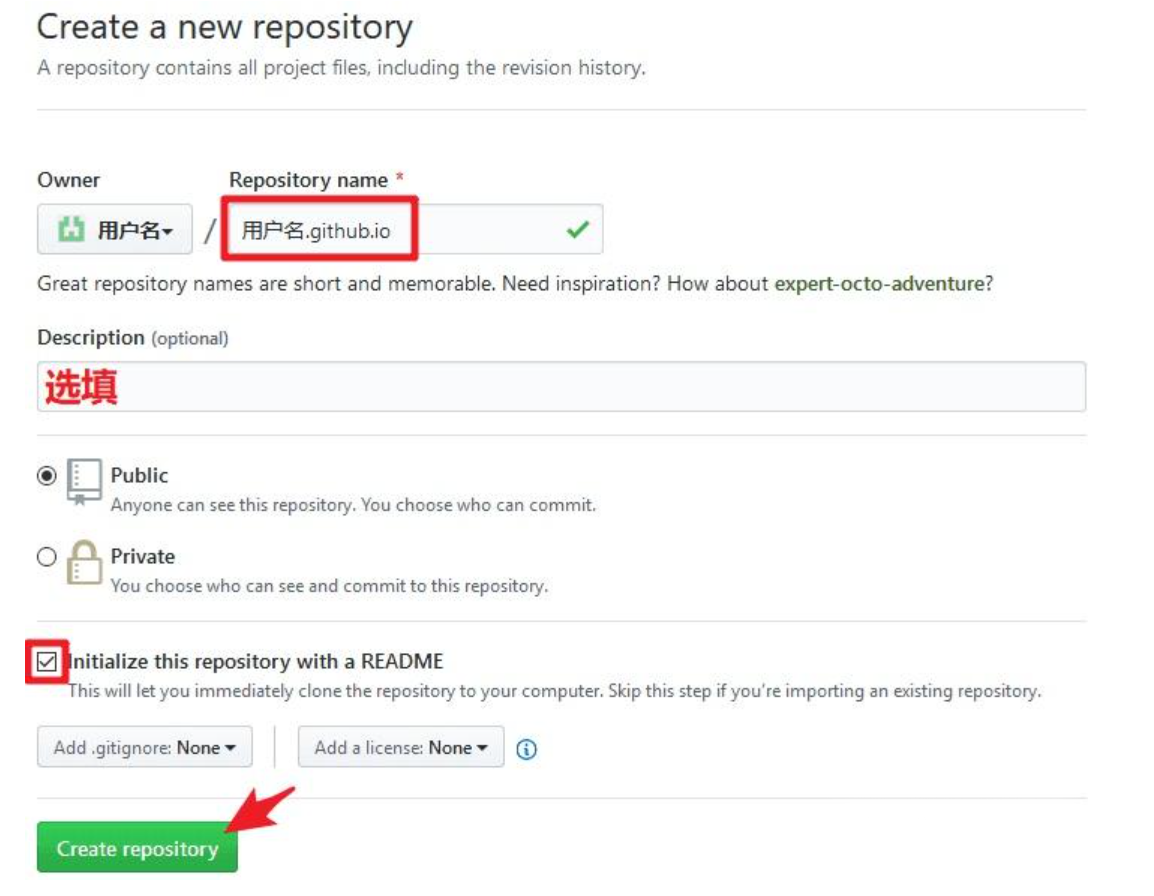 Create a new repository
A repository contains all project files, including the revision history.
Owner
Repository name *
用户名
/
用户名.github.io
Great repository names are short and memorable. Need inspiration? How about expert-octo-adventure?
Description (optional)
选填
Public
Anyone can see this repository. You choose who can commit.
Private
You choose who can see and commit to this repository.
Initialize this repository with a README
This will let you immediately clone the repository to your computer. Skip this step if you're importing an existing repository.
Add .gitignore: None
Add a license: None
Create repository